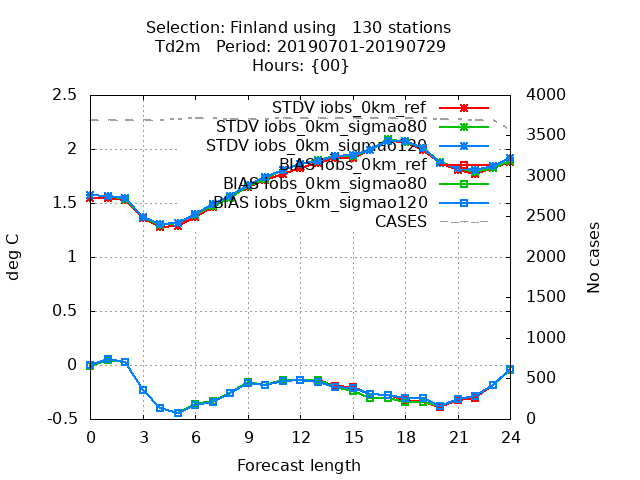 Selection: Finland using 130 stations
Td2m Period: 20190701-20190729
Hours: {00}
2.5
2
1.5
1
0.5
0
-0.5
4000
3500
3000
2500
2000
1500
1000
500
0
STDV iobs_0km_ref
STDV iobs_0km_sigmao80
STDV iobs_0km_sigmao120
BIAS iobs_0km_ref
BIAS iobs_0km_sigmao80
BIAS iobs_0km_sigmao120
CASES
deg C
No cases
0 3 6 9 12 15 18 21 24
Forecast length